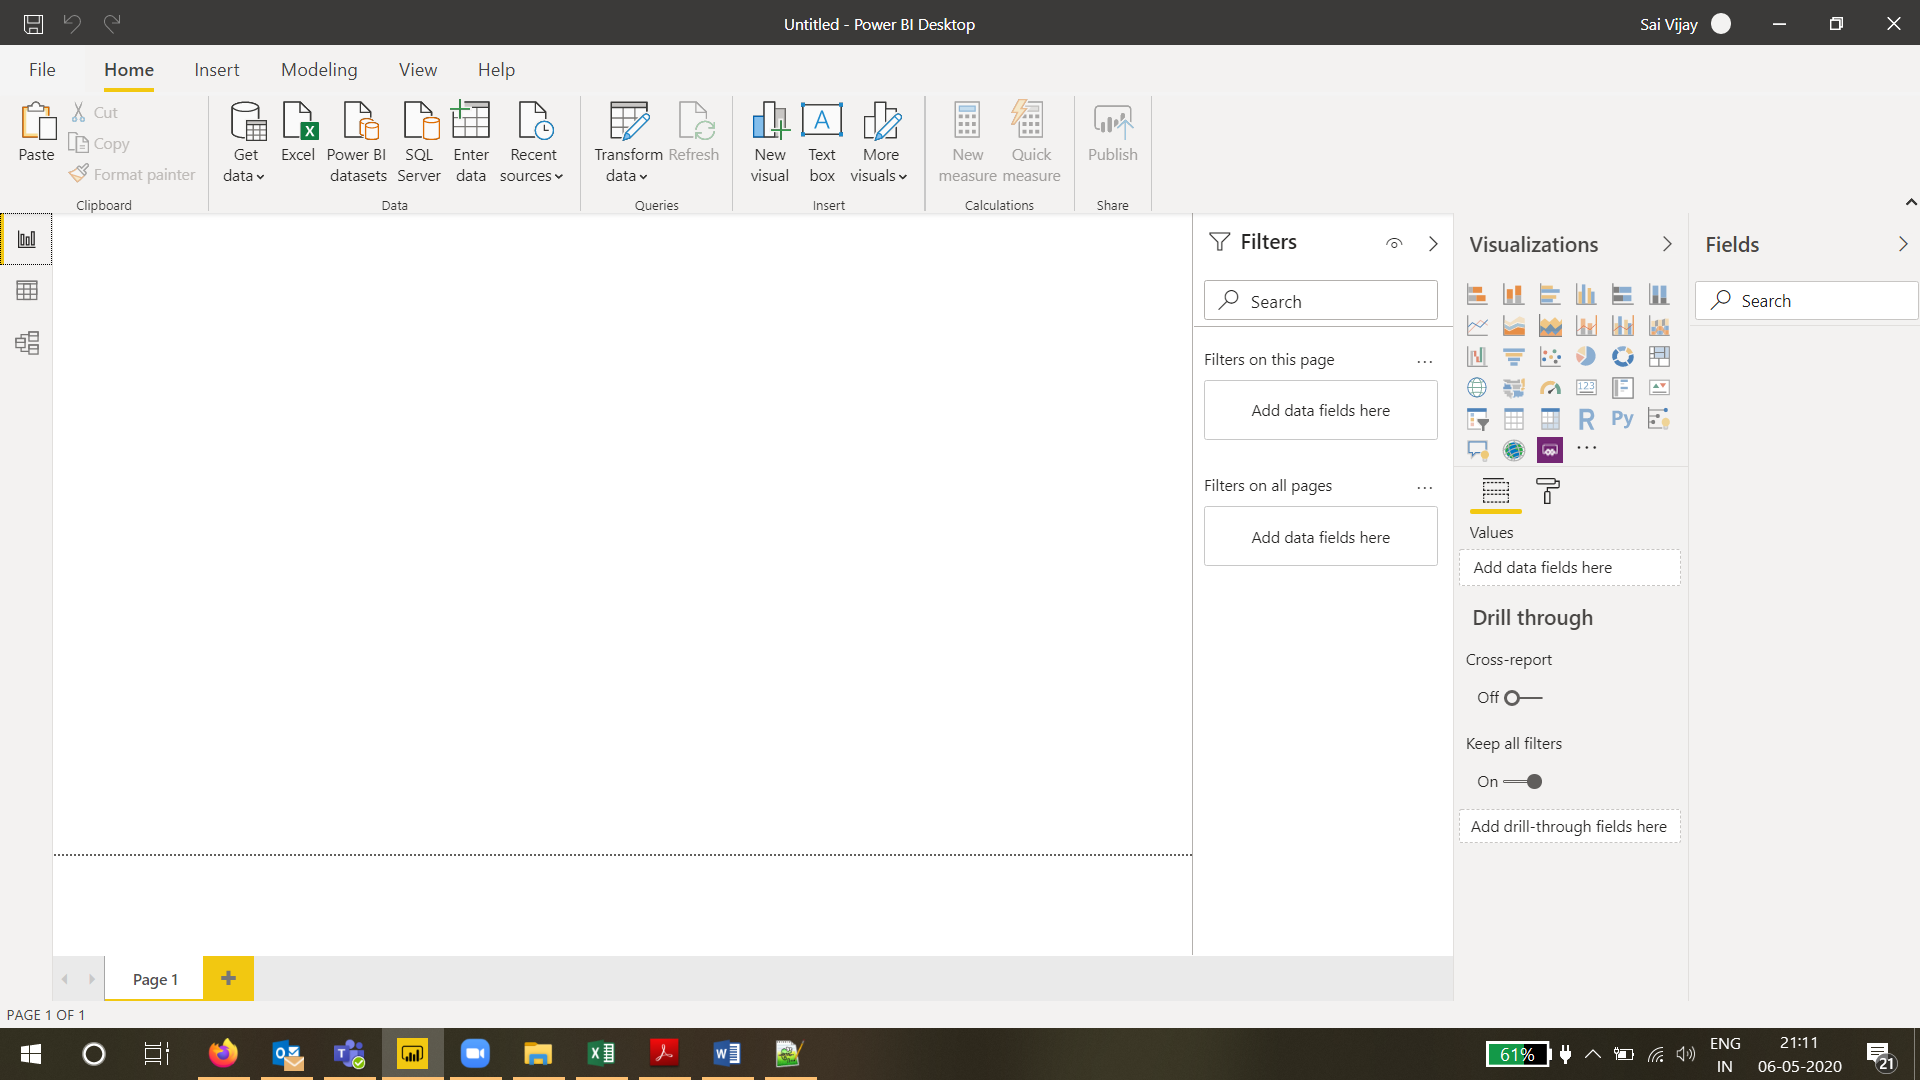 Untitled - Power BI Desktop
Sai Vijay
File Home Insert Modeling View Help
Paste
Cut
Copy
Format painter
Clipboard
Get data
Excel
Power BI datasets
SQL Server
Enter data
Recent sources
Data
Transform data
Refresh
Queries
New visual
Text box
A
More visuals
Insert
New measure
Quick measure
Calculations
Publish
Share
Filters
Search
Filters on this page
Add data fields here
Filters on all pages
Add data fields here
Visualizations
123
R
Py
Values
Add data fields here
Drill through
Cross-report
Off
Keep all filters
On
Add drill-through fields here
Fields
Search
Page 1
PAGE 1 OF 1
61%
ENG
IN
21:11
06-05-2020
21